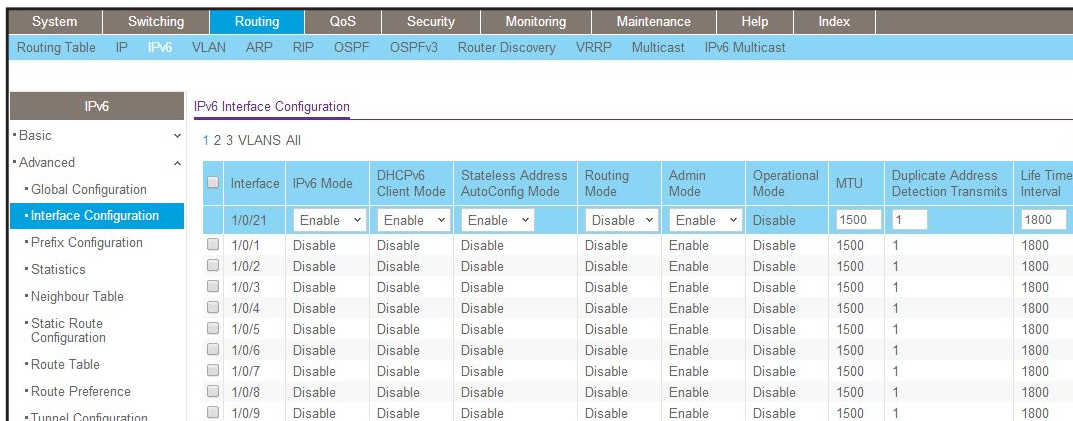 System Switching Routing QoS Security Monitoring Maintenance Help Index
Routing Table IP IPv6 VLAN ARP RIP OSPF OSPFv3 Router Discovery VRRP Multicast IPv6 Multicast
IPv6
Basic
Advanced
Global Configuration
Interface Configuration
Prefix Configuration
Statistics
Neighbour Table
Static Route
Configuration
Route Table
Route Preference
Tunnel Configuration
IPv6 Interface Configuration
1 2 3 VLANS All
Interface IPv6 Mode DHCPv6 Client Mode Stateless Address AutoConfig Mode Routing Mode Admin Mode Operational Mode MTU Duplicate Address Detection Transmits Life Time Interval
1/0/21 Enable Enable Enable Disable Enable Disable 1500 1 1800
1/0/1 Disable Disable Disable Disable Enable Disable 1500 1 1800
1/0/2 Disable Disable Disable Disable Enable Disable 1500 1 1800
1/0/3 Disable Disable Disable Disable Enable Disable 1500 1 1800
1/0/4 Disable Disable Disable Disable Enable Disable 1500 1 1800
1/0/5 Disable Disable Disable Disable Enable Disable 1500 1 1800
1/0/6 Disable Disable Disable Disable Enable Disable 1500 1 1800
1/0/7 Disable Disable Disable Disable Enable Disable 1500 1 1800
1/0/8 Disable Disable Disable Disable Enable Disable 1500 1 1800
1/0/9 Disable Disable Disable Disable Enable Disable 1500 1 1800